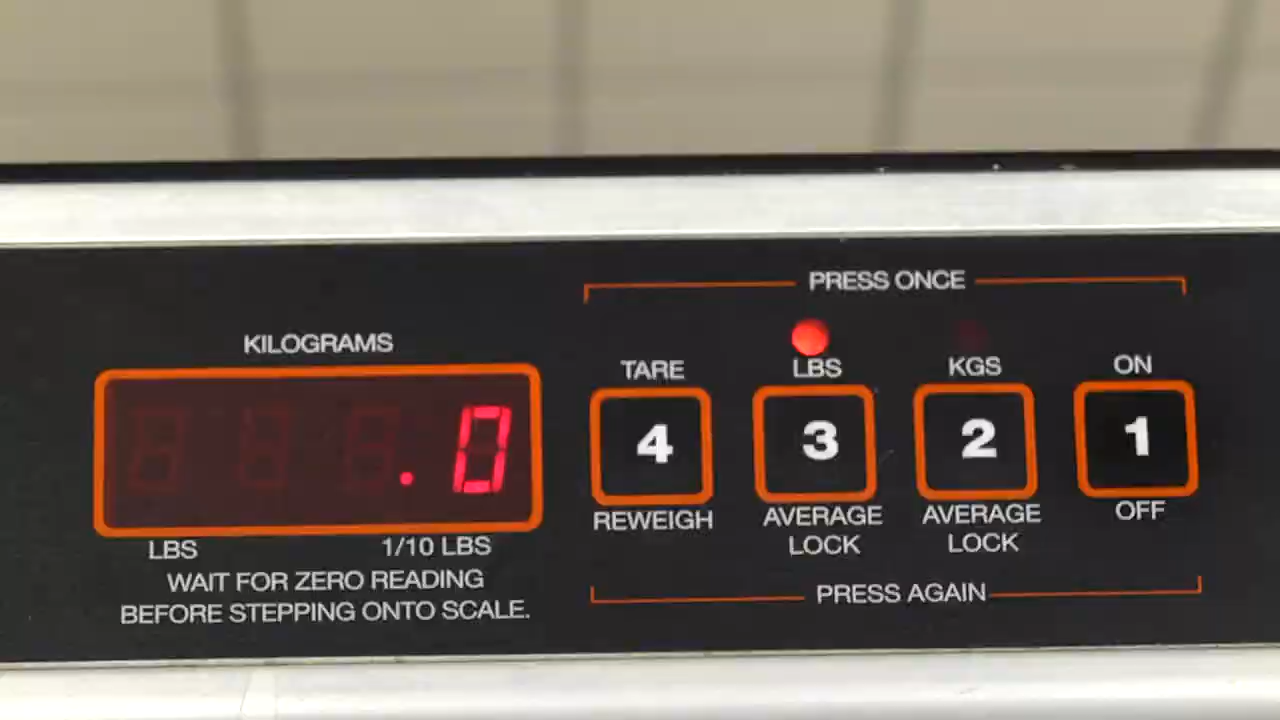 PRESS ONCE
KILOGRAMS
TARE LBS KGS ON
.0
4 3 2 1
REWEIGH AVERAGE LOCK AVERAGE LOCK OFF
LBS 1/10 LBS
WAIT FOR ZERO READING
BEFORE STEPPING ONTO SCALE.
PRESS AGAIN